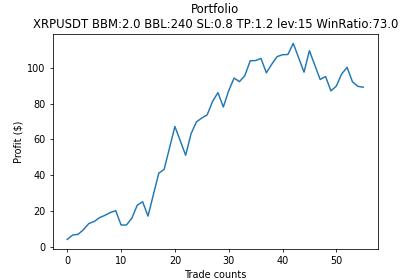 Portfolio
XRPUSDT BBM:2.0 BBL:240 SL:0.8 TP:1.2 lev:15 WinRatio:73.0
100
80
60
40
20
0
Profit ($)
0 10 20 30 40 50
Trade counts